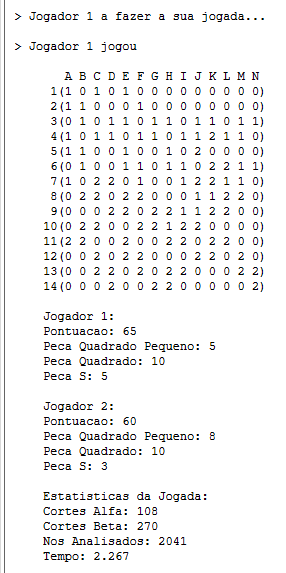 > Jogador 1 a fazer a sua jogada...
> Jogador 1 jogou
A B C D E F G H I J K L M N
1(1 0 1 0 1 0 0 0 0 0 0 0 0 0)
2(1 1 0 0 0 1 0 0 0 0 0 0 0 0)
3(0 1 0 1 1 0 1 1 0 1 1 0 1 1)
4(1 0 1 1 0 1 1 0 1 1 2 1 1 0)
5(1 1 0 0 1 0 0 1 0 2 0 0 0 0)
6(0 1 0 0 1 1 0 1 1 0 2 2 1 1)
7(1 0 2 2 0 1 0 0 1 2 2 1 1 0)
8(0 2 2 0 2 2 0 0 0 1 1 2 2 0)
9(0 0 0 2 2 0 2 2 1 1 2 2 0 0)
10(0 2 2 0 0 2 2 1 2 2 0 0 0 0)
11(2 2 0 0 2 0 0 2 2 0 2 2 0 0)
12(0 0 2 0 2 2 0 0 0 2 2 0 2 0)
13(0 0 2 2 0 2 0 2 2 0 0 0 2 2)
14(0 0 0 2 0 0 2 2 0 0 0 0 0 2)
Jogador 1:
Pontuacao: 65
Peca Quadrado Pequeno: 5
Peca Quadrado: 10
Peca S: 5
Jogador 2:
Pontuacao: 60
Peca Quadrado Pequeno: 8
Peca Quadrado: 10
Peca S: 3
Estatisticas da Jogada:
Cortes Alfa: 108
Cortes Beta: 270
Nos Analisados: 2041
Tempo: 2.267